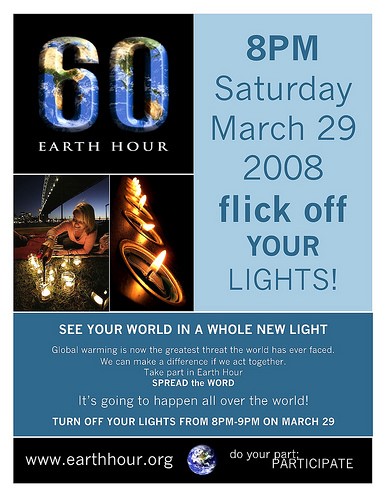 60
EARTH HOUR
8PM
Saturday
March 29
2008
flick off
YOUR
LIGHTS!
SEE YOUR WORLD IN A WHOLE NEW LIGHT
Global warming is now the greatest threat the world has ever faced.
We can make a difference if we act together.
Take part in Earth Hour
SPREAD the WORD
It's going to happen all over the world!
TURN OFF YOUR LIGHTS FROM 8PM-9PM ON MARCH 29
www.earthhour.org
do your part:
PARTICIPATE